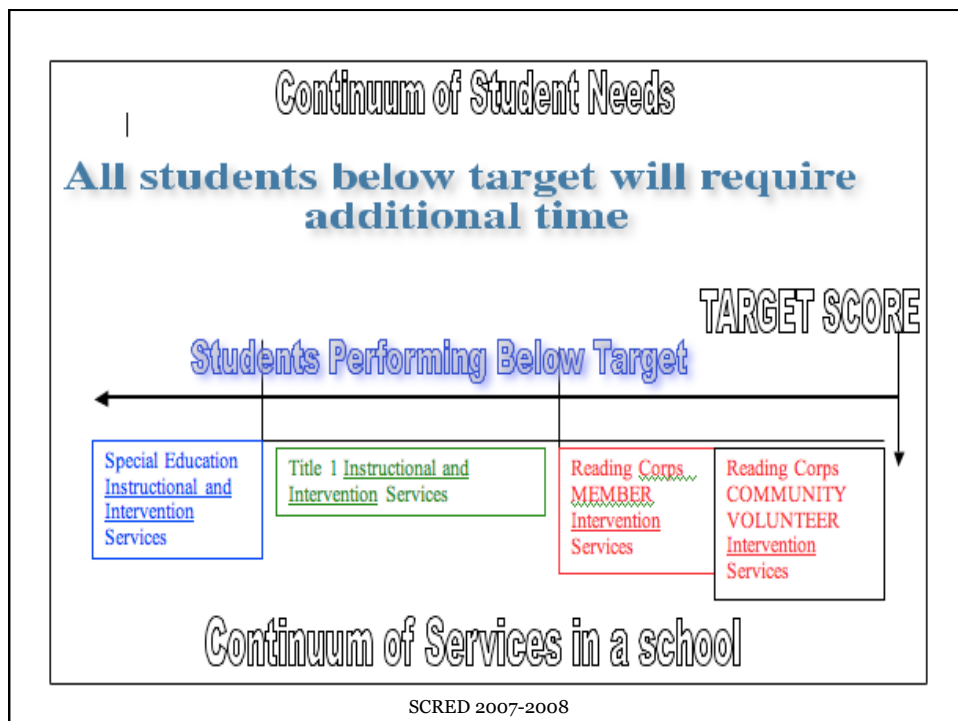 Continuum of Student Needs
All students below target will require
additional time
TARGET SCORE
Students Performing Below Target
Special Education
Instructional and
Intervention
Services
Title 1 Instructional and
Intervention Services
Reading Corps
MEMBER
Intervention
Services
Reading Corps
COMMUNITY
VOLUNTEER
Intervention
Services
Continuum of Services in a school
SCRED 2007-2008